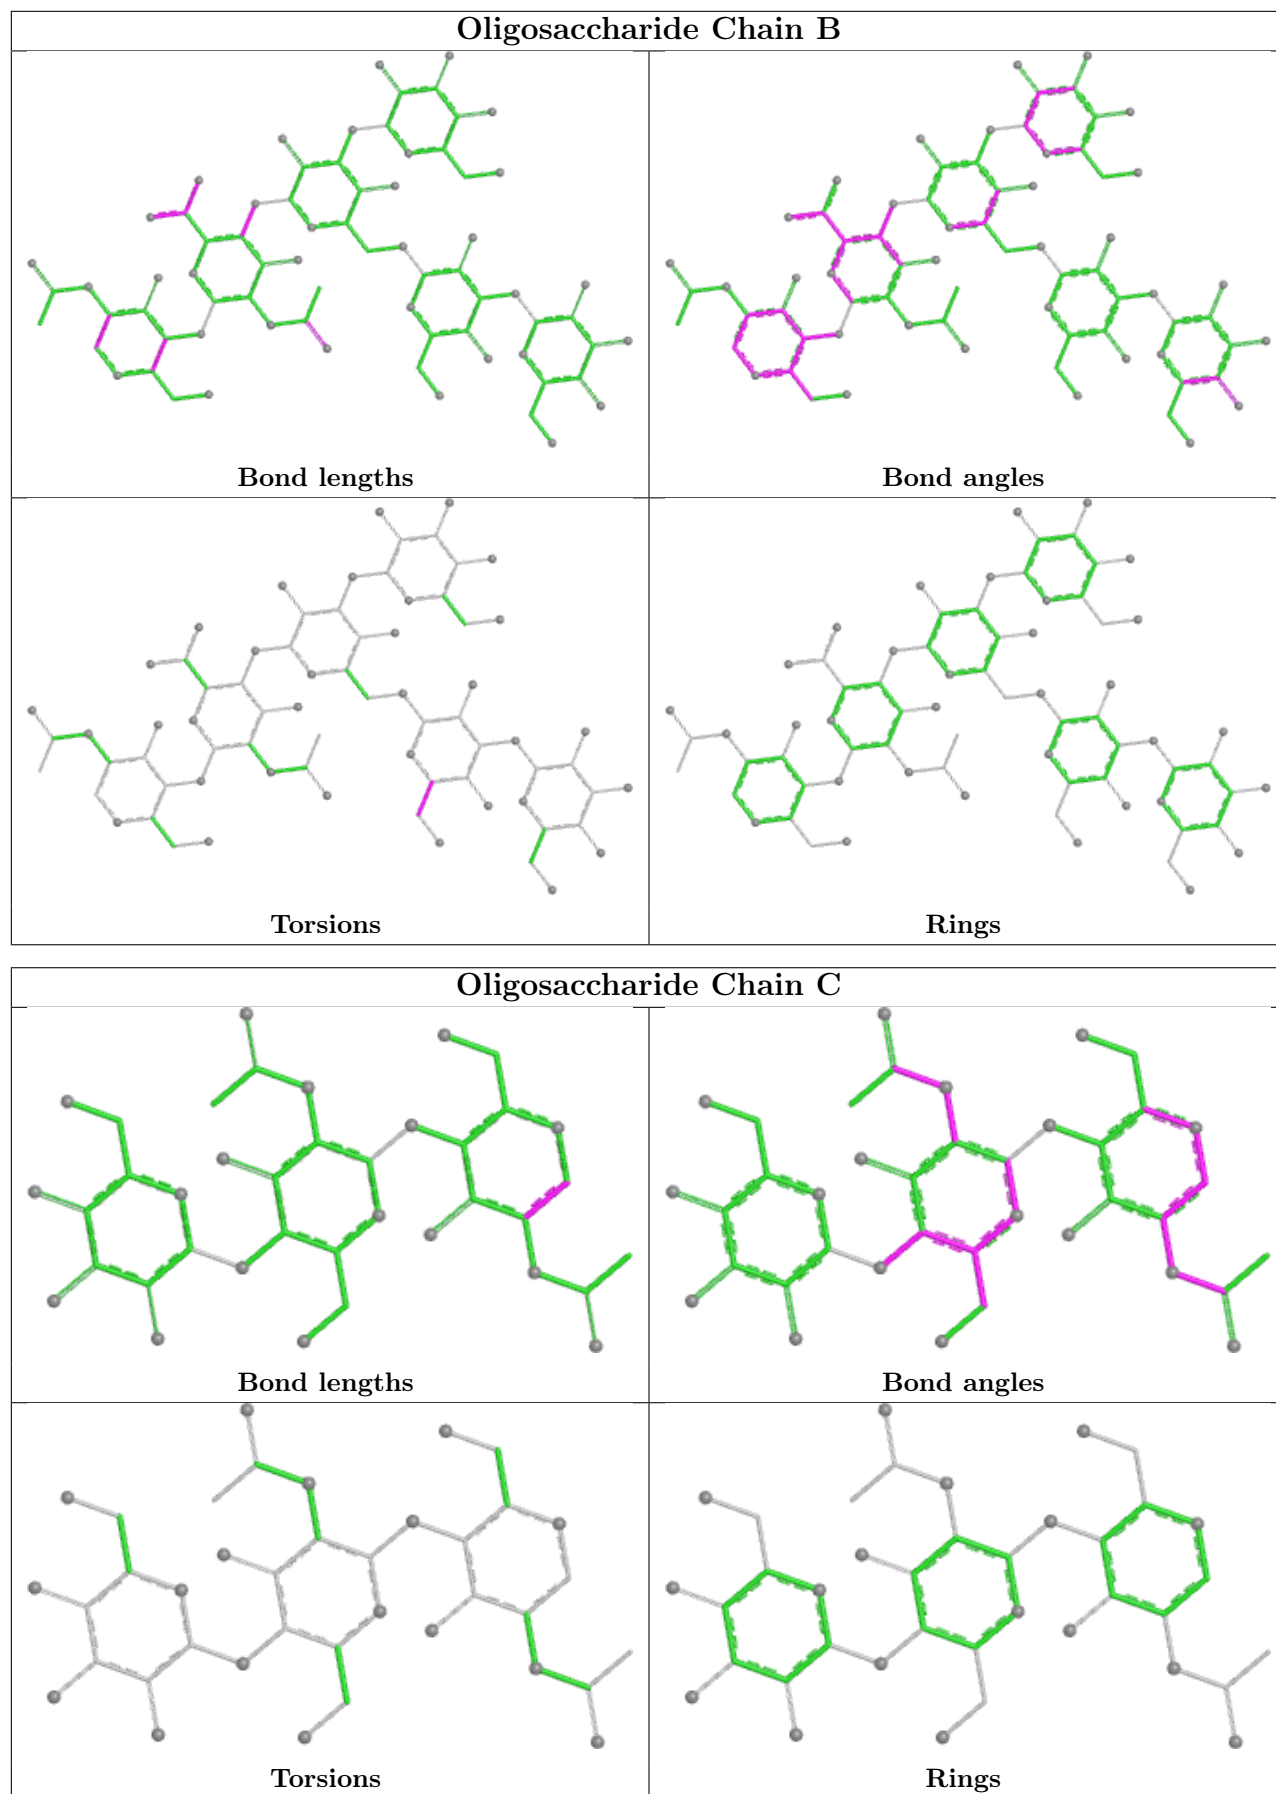 Oligosaccharide Chain B
Bond lengths
Bond angles
Torsions
Rings
Oligosaccharide Chain C
Bond lengths
Bond angles
Torsions
Rings